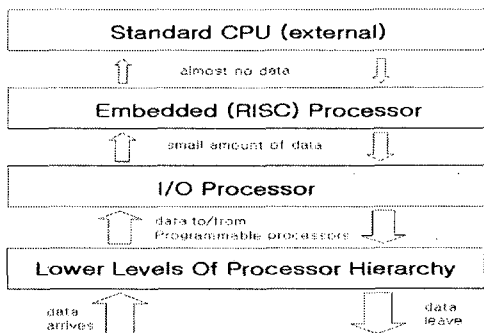 Standard CPU (external)
almost no data
Embedded (RISC) Processor
small amount of data
I/O Processor
data to/from
Programmable processors
Lower Levels Of Processor Hierarchy
data
arrives
data
leave